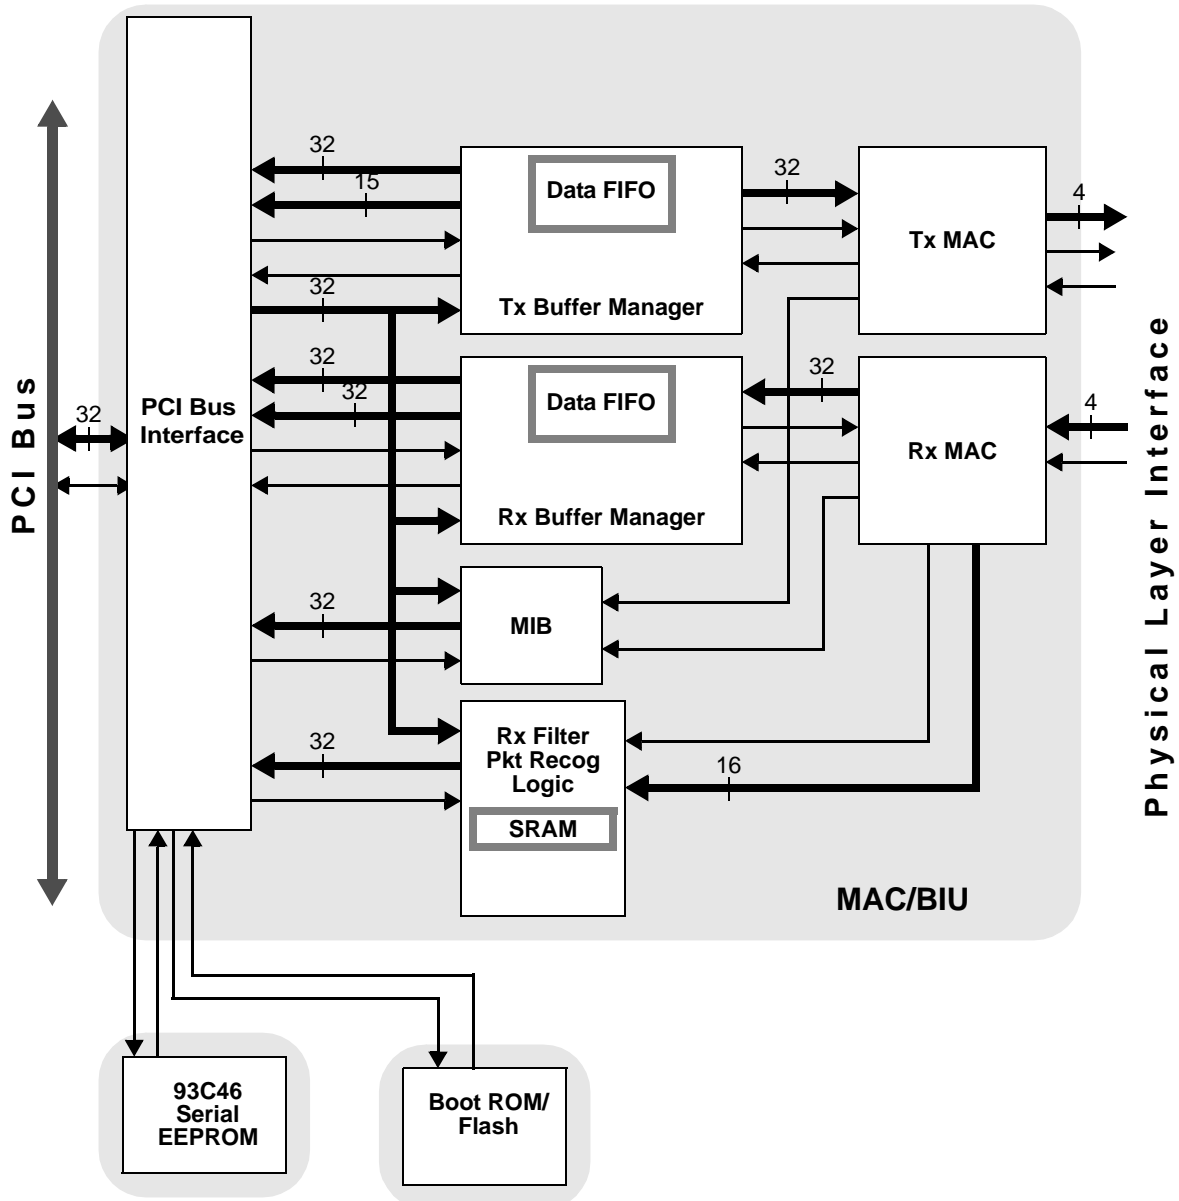 32
15
Data FIFO
32
4
Tx MAC
32
Tx Buffer Manager
32
32
Data FIFO
32
4
PCI Bus
Interface
32
Rx MAC
PCI Bus
Rx Buffer Manager
Physical Layer Interface
32
MIB
32
Rx Filter
Pkt Recog
Logic
16
SRAM
MAC/BIU
93C46
Serial
EEPROM
Boot ROM/
Flash